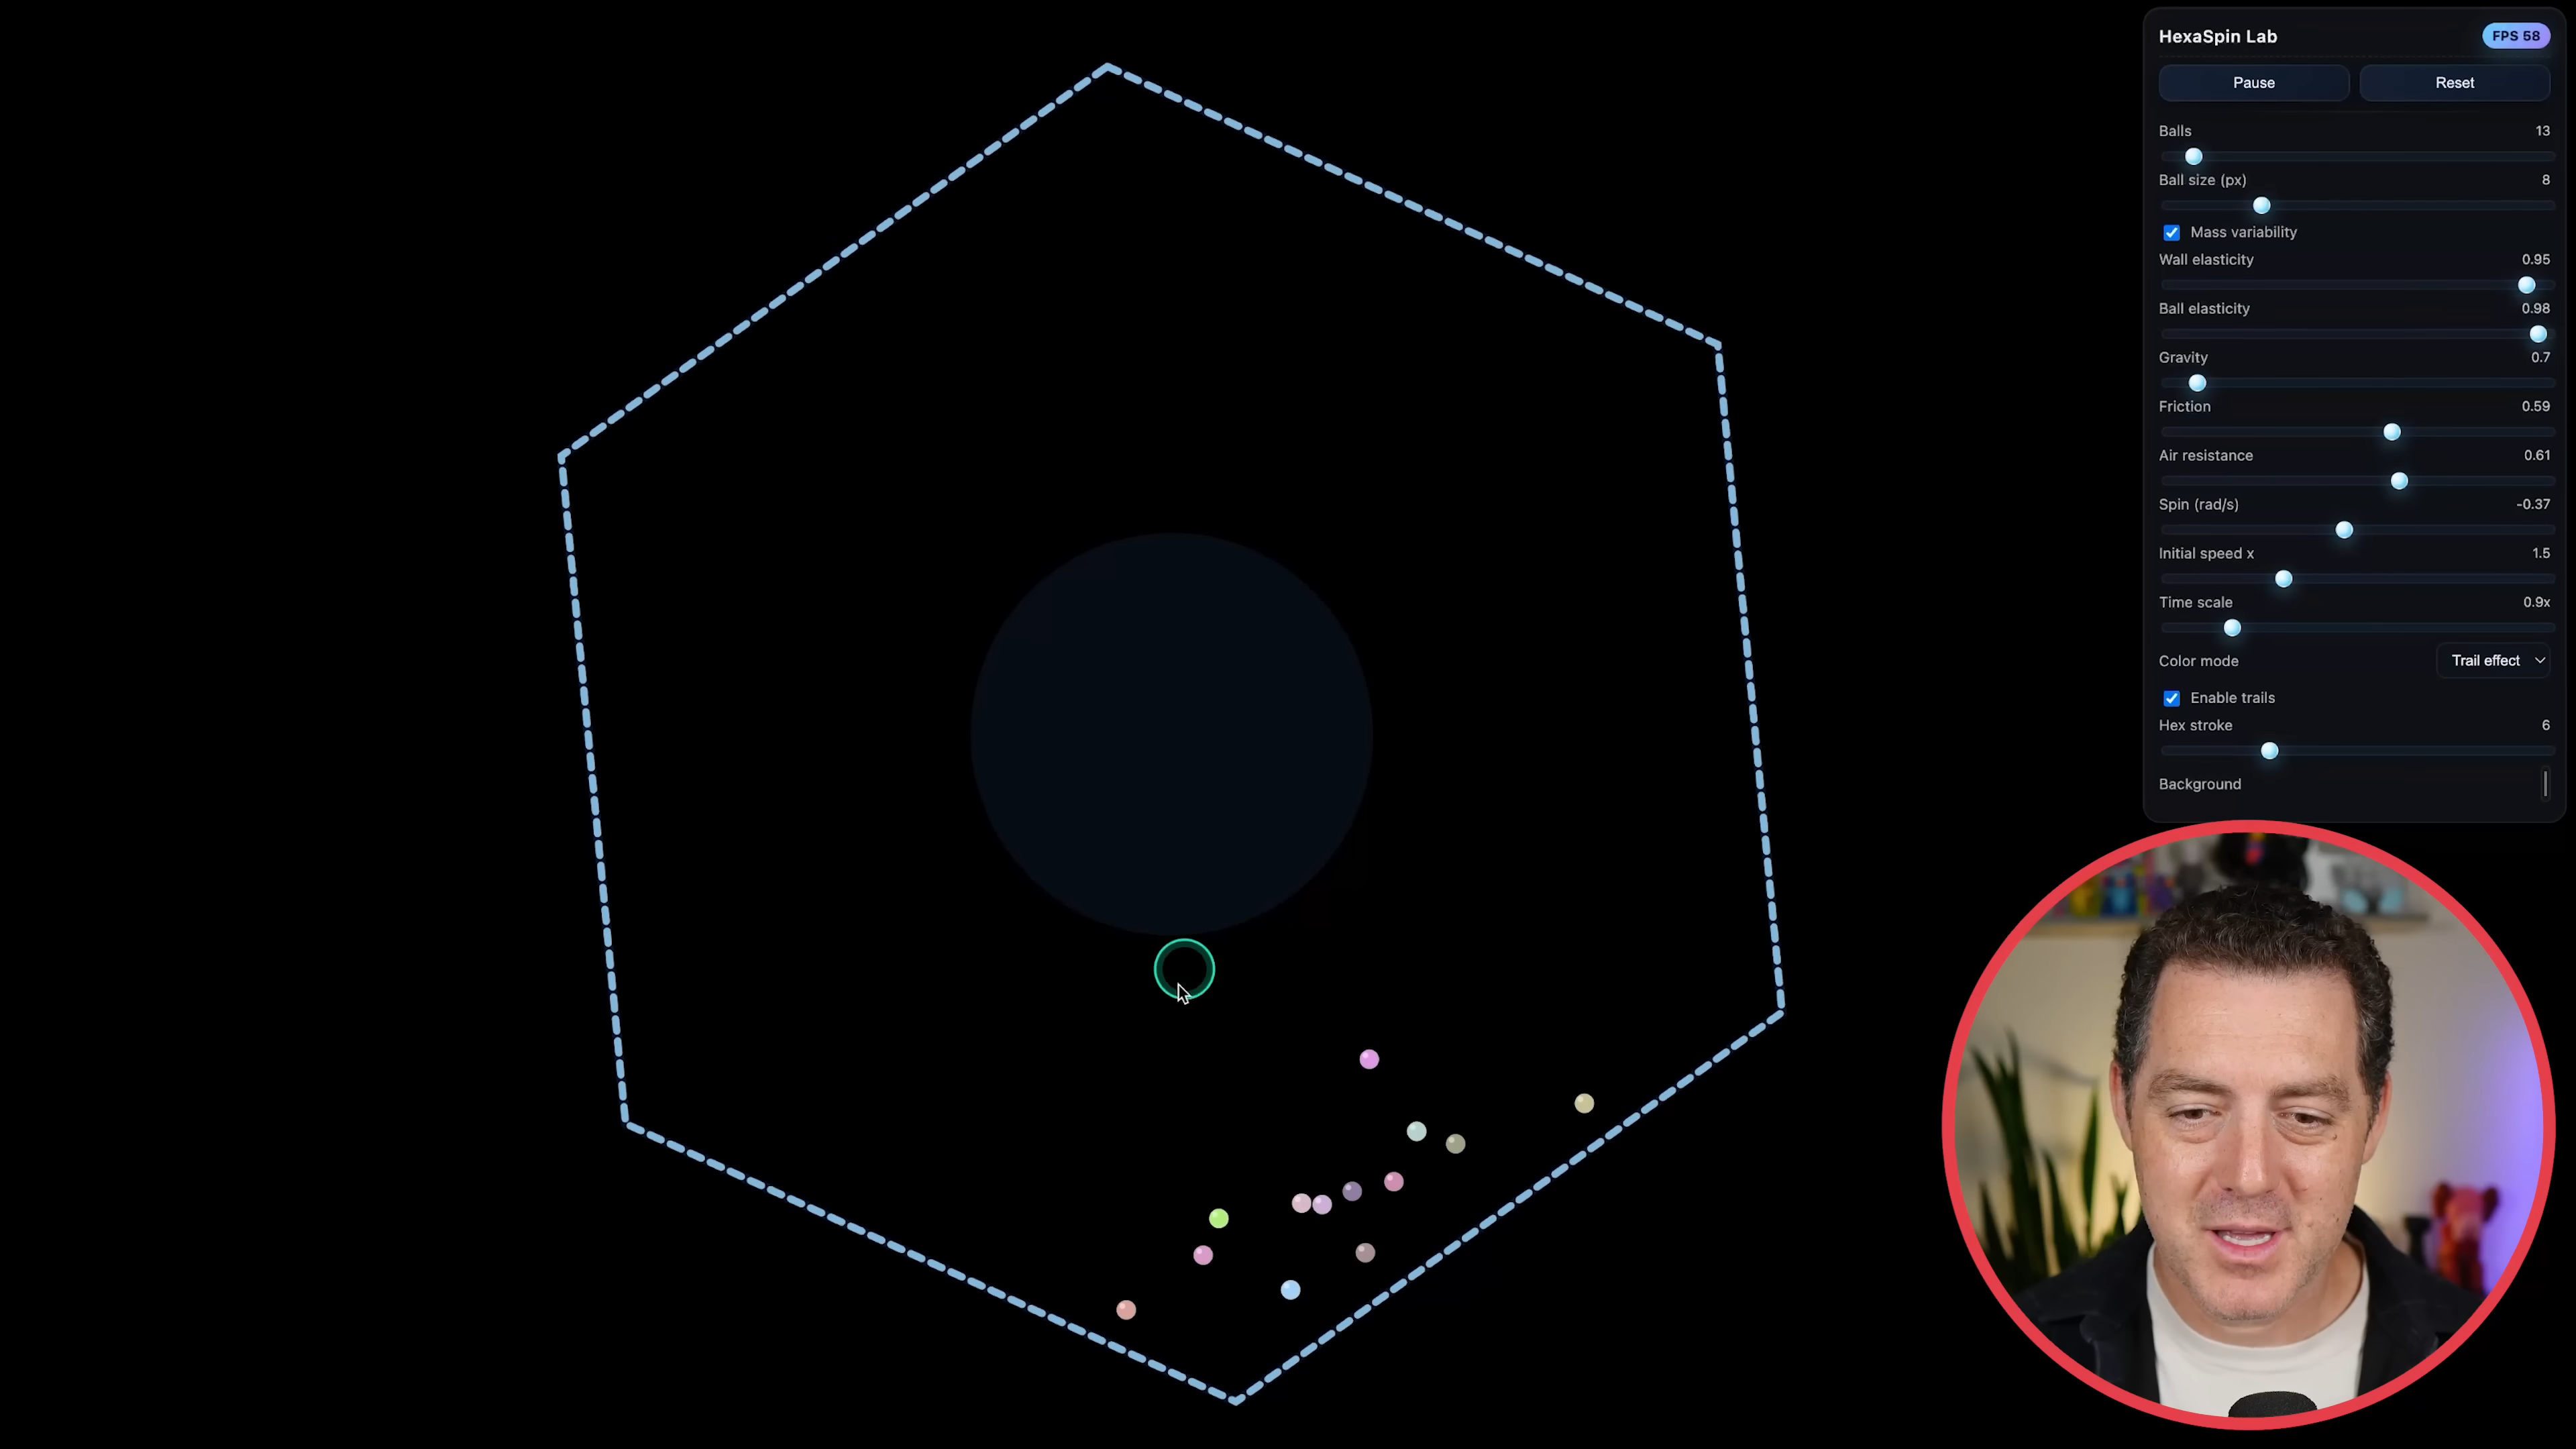 HexaSpin Lab FPS 58
Pause Reset
Balls 13
Ball size (px) 8
Mass variability
Wall elasticity 0.95
Ball elasticity 0.98
Gravity 0.7
Friction 0.59
Air resistance 0.61
Spin (rad/s) -0.37
Initial speed x 1.5
Time scale 0.9x
Color mode Trail effect
Enable trails
Hex stroke 6
Background